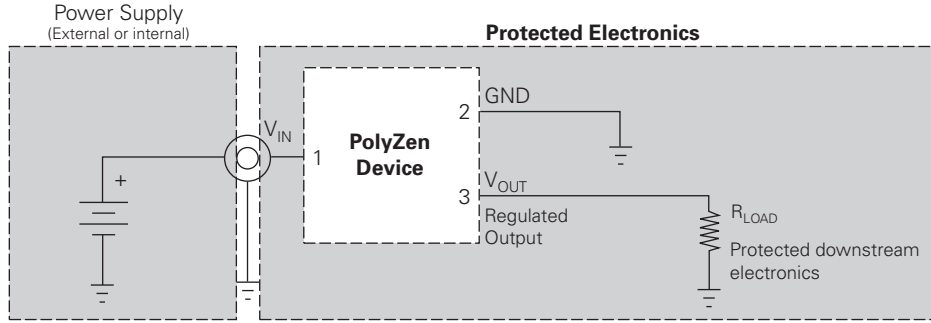 Power Supply
(External or internal)
Protected Electronics
V_IN
1
PolyZen
Device
2
GND
3
V_OUT
Regulated
Output
+
R_LOAD
Protected downstream
electronics